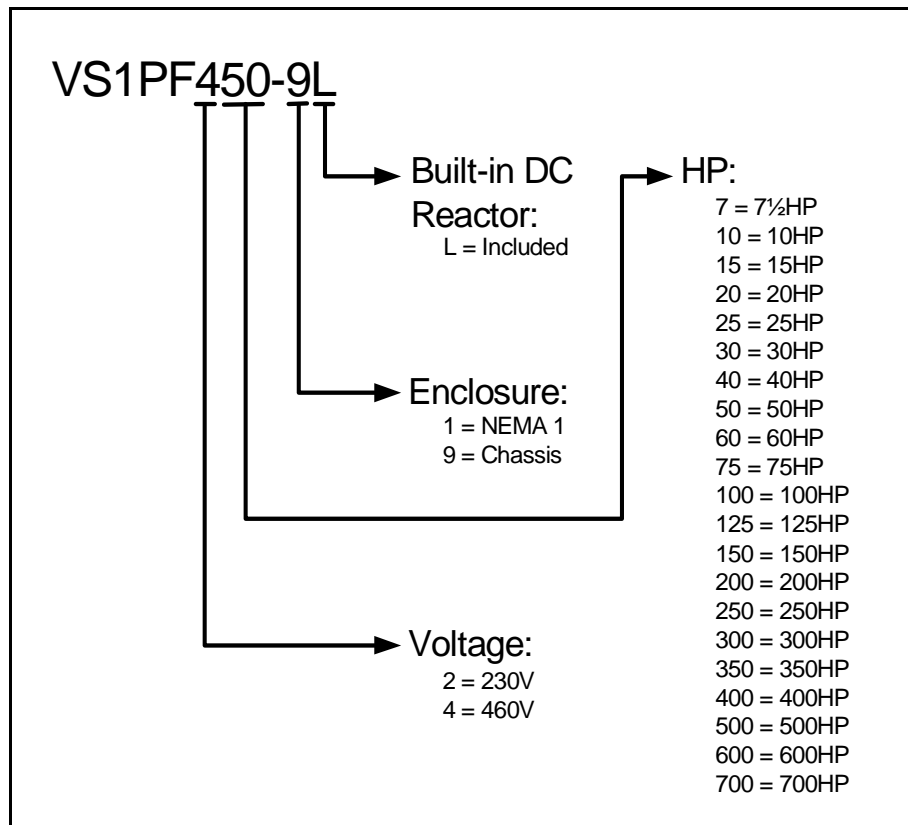 VS1PF450-9L
Built-in DC
Reactor:
L = Included
Enclosure:
1 = NEMA 1
9 = Chassis
Voltage:
2 = 230V
4 = 460V
HP:
7 = 7½HP
10 = 10HP
15 = 15HP
20 = 20HP
25 = 25HP
30 = 30HP
40 = 40HP
50 = 50HP
60 = 60HP
75 = 75HP
100 = 100HP
125 = 125HP
150 = 150HP
200 = 200HP
250 = 250HP
300 = 300HP
350 = 350HP
400 = 400HP
500 = 500HP
600 = 600HP
700 = 700HP